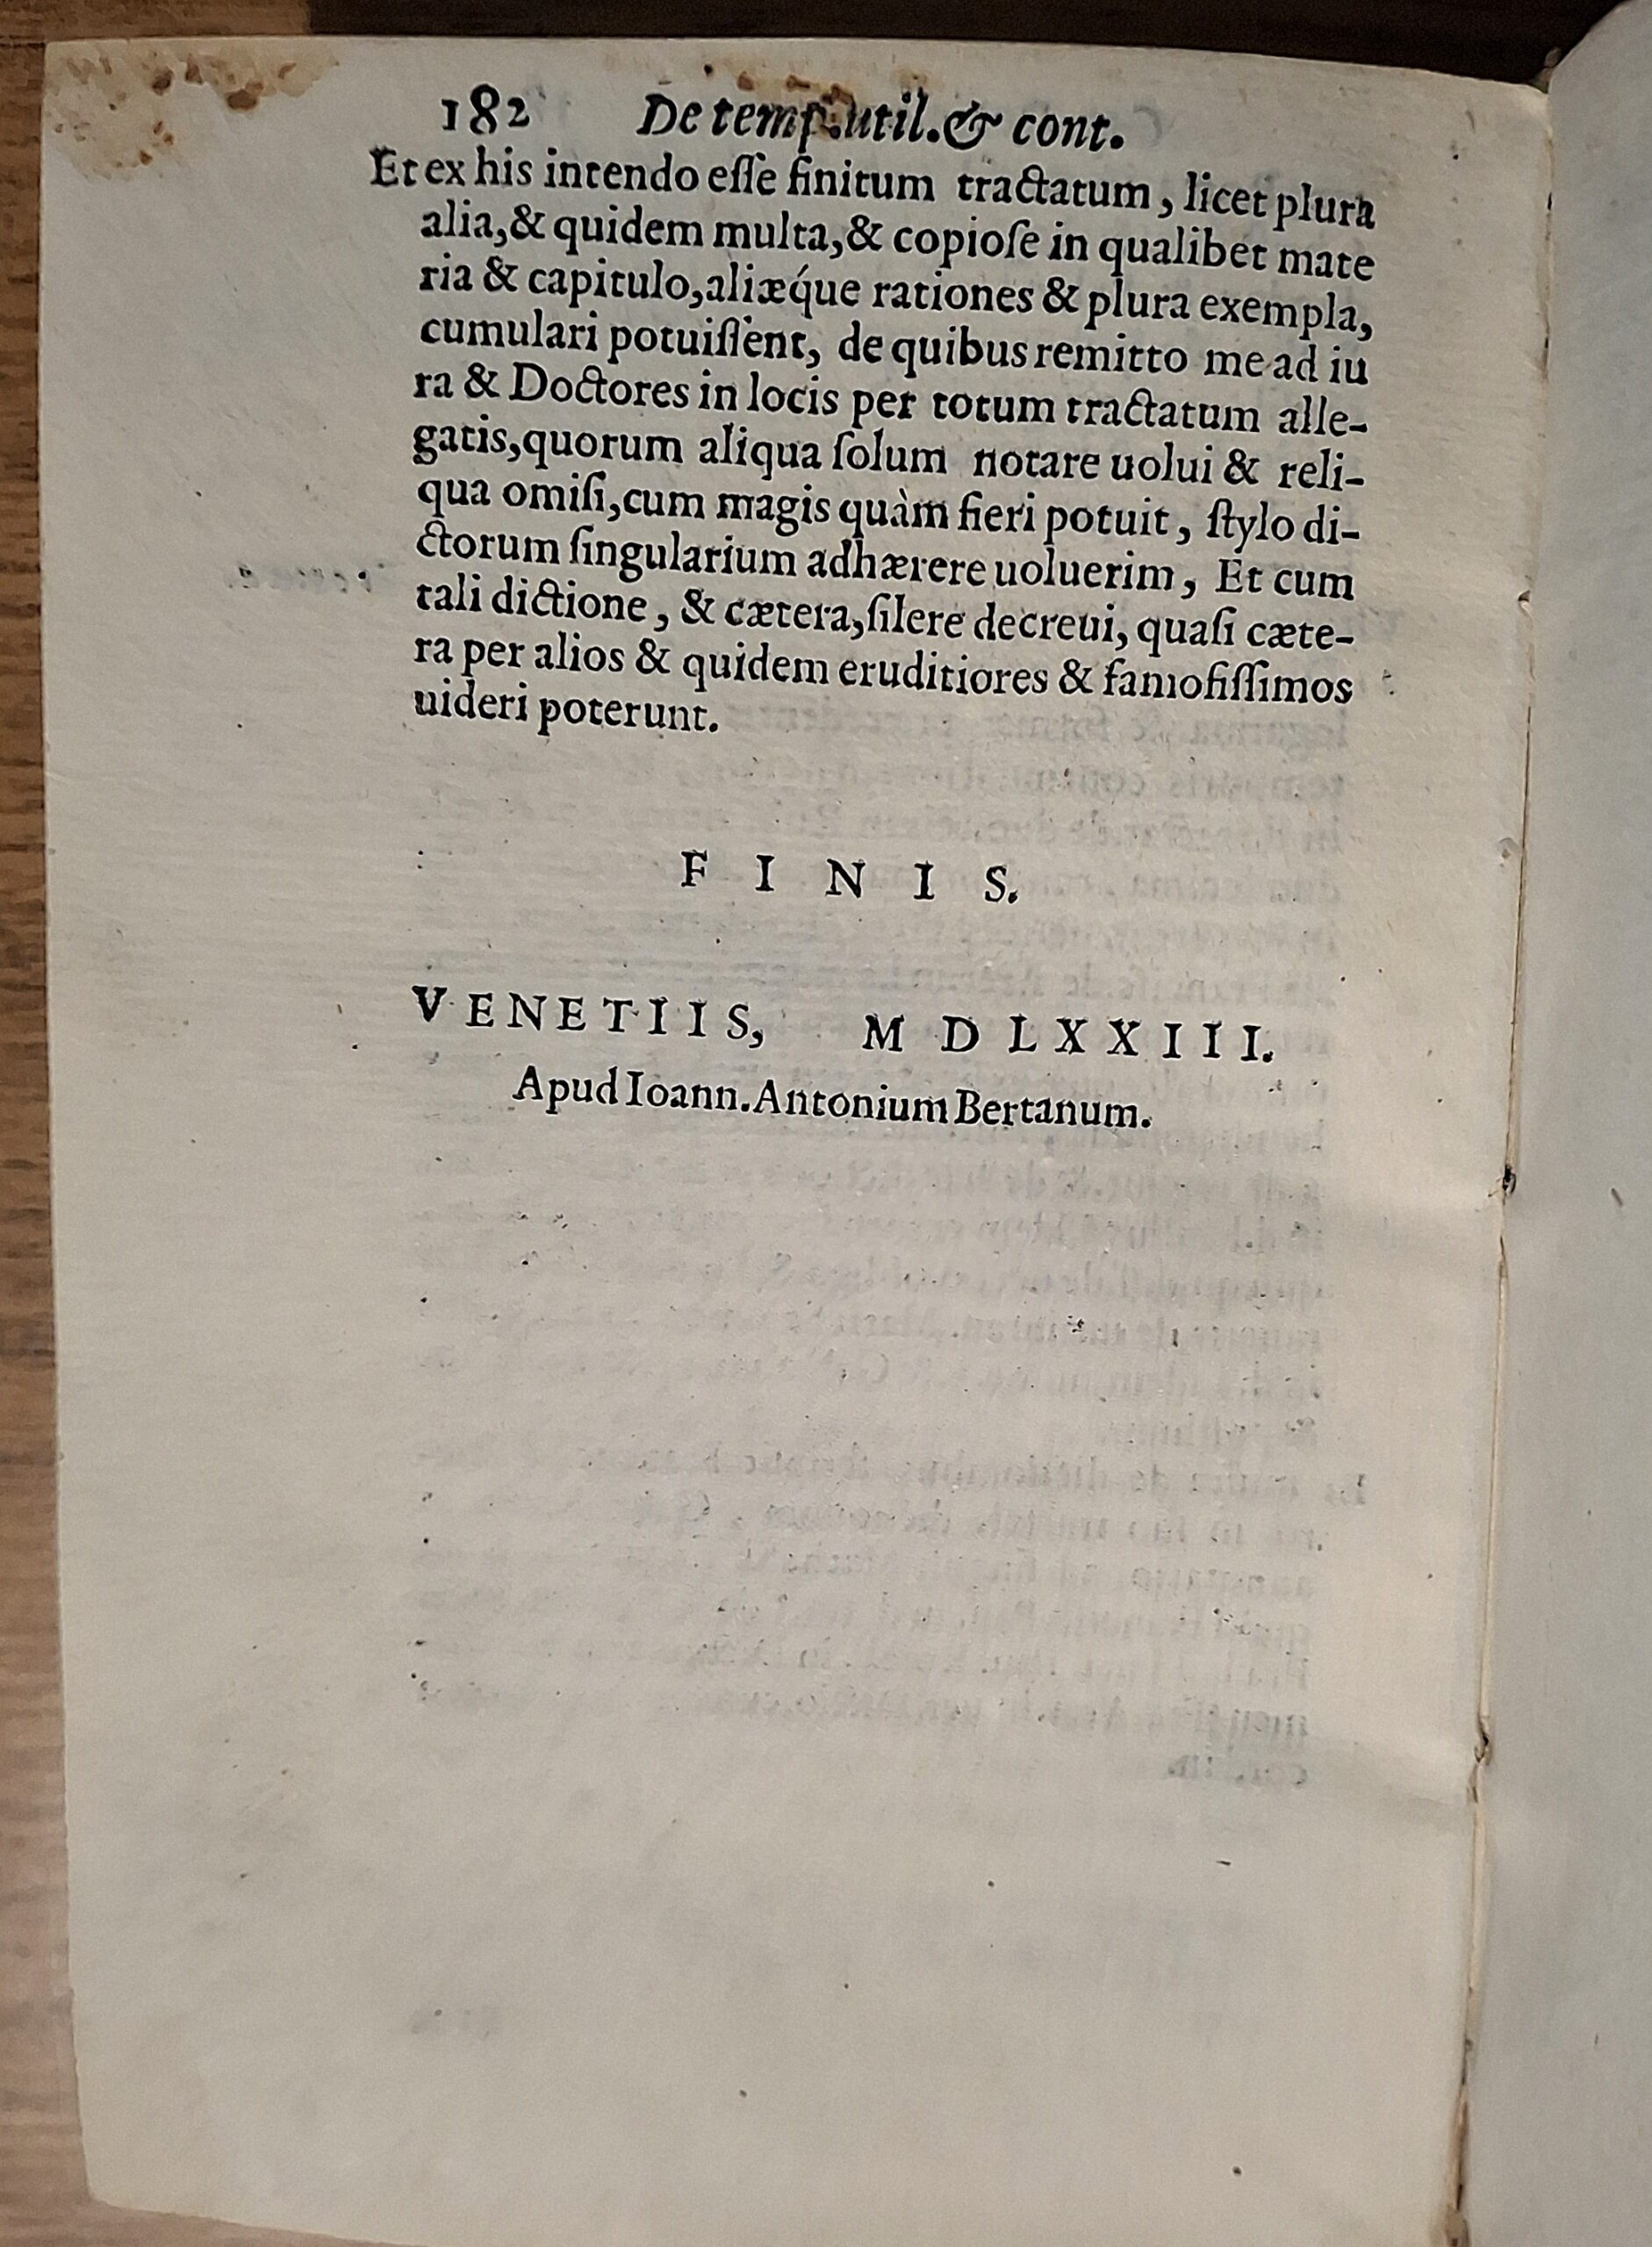 182 De temp. util. & cont.
Et ex his intendo eſſe finitum tractatum, licet plura
alia, & quidem multa, & copioſe in qualibet mate
ria & capitulo, aliæq́ue rationes & plura exempla,
cumulari potuiſſent, de quibus remitto me ad iu
ra & Doctores in locis per totum tractatum alle-
gatis, quorum aliqua ſolum notare uolui & reli-
qua omiſi, cum magis quàm fieri potuit, ſtylo di-
ctorum ſingularium adhærere uoluerim, Et cum
tali dictione, & cætera, ſilere decreui, quaſi cæte-
ra per alios & quidem eruditiores & famoſiſſimos
uideri poterunt.
FINIS.
VENETIIS, MDLXXIII.
Apud Ioann. Antonium Bertanum.